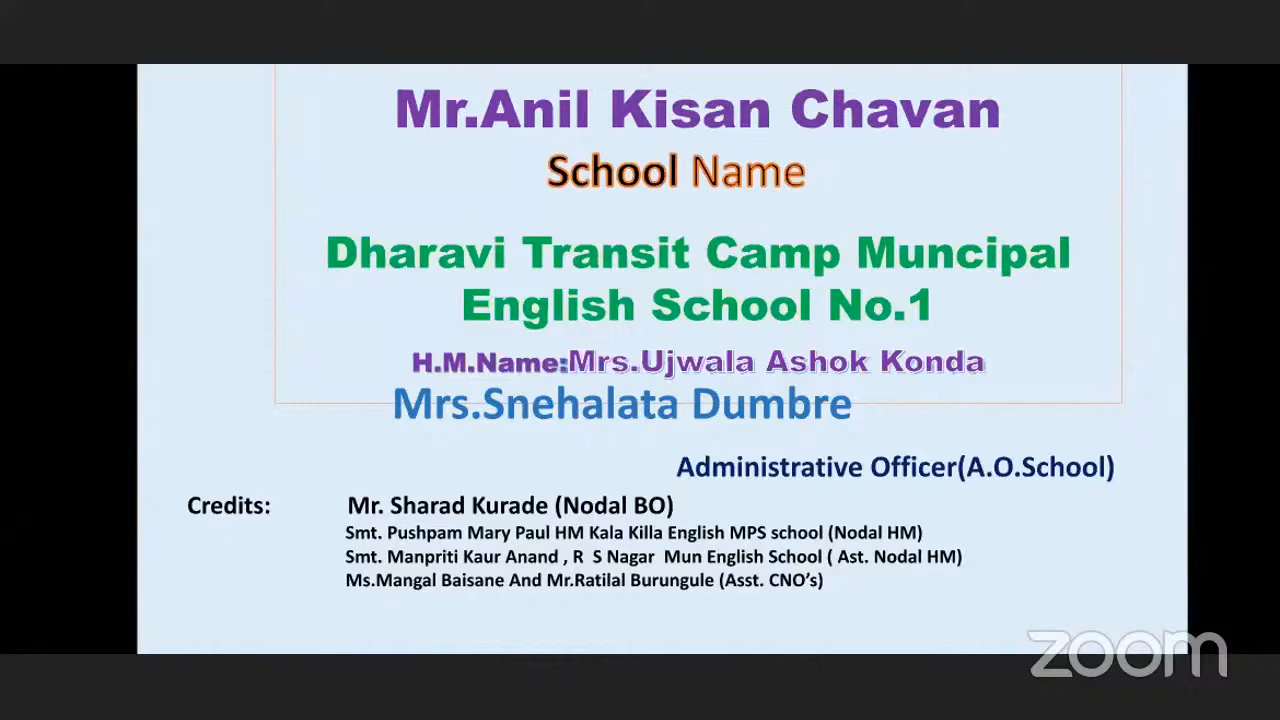 Mr.Anil Kisan Chavan
School Name
Dharavi Transit Camp Muncipal
English School No.1
H.M.Name:Mrs.Ujwala Ashok Konda
Mrs.Snehalata Dumbre
Administrative Officer(A.O.School)
Credits: Mr. Sharad Kurade (Nodal BO)
Smt. Pushpam Mary Paul HM Kala Killa English MPS school (Nodal HM)
Smt. Manpriti Kaur Anand , R S Nagar Mun English School ( Ast. Nodal HM)
Ms.Mangal Baisane And Mr.Ratilal Burungule (Asst. CNO’s)
zoom